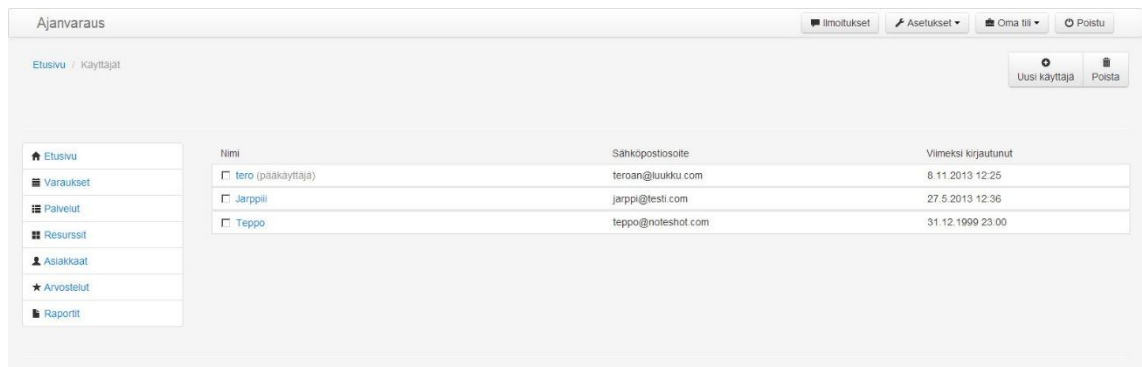 Ajanvaraus
Ilmoitukset Asetukset Oma tili Poistu
Etusivu / Käyttäjät
Uusi käyttäjä Poista
Etusivu
Varaukset
Palvelut
Resurssit
Asiakkaat
Arvostelut
Raportit
Nimi Sähköpostiosoite Viimeksi kirjautunut
tero (pääkäyttäjä) teroan@luukku.com 8.11.2013 12:25
Jarppiii jarppi@testi.com 27.5.2013 12:36
Teppo teppo@noteshot.com 31.12.1999 23:00